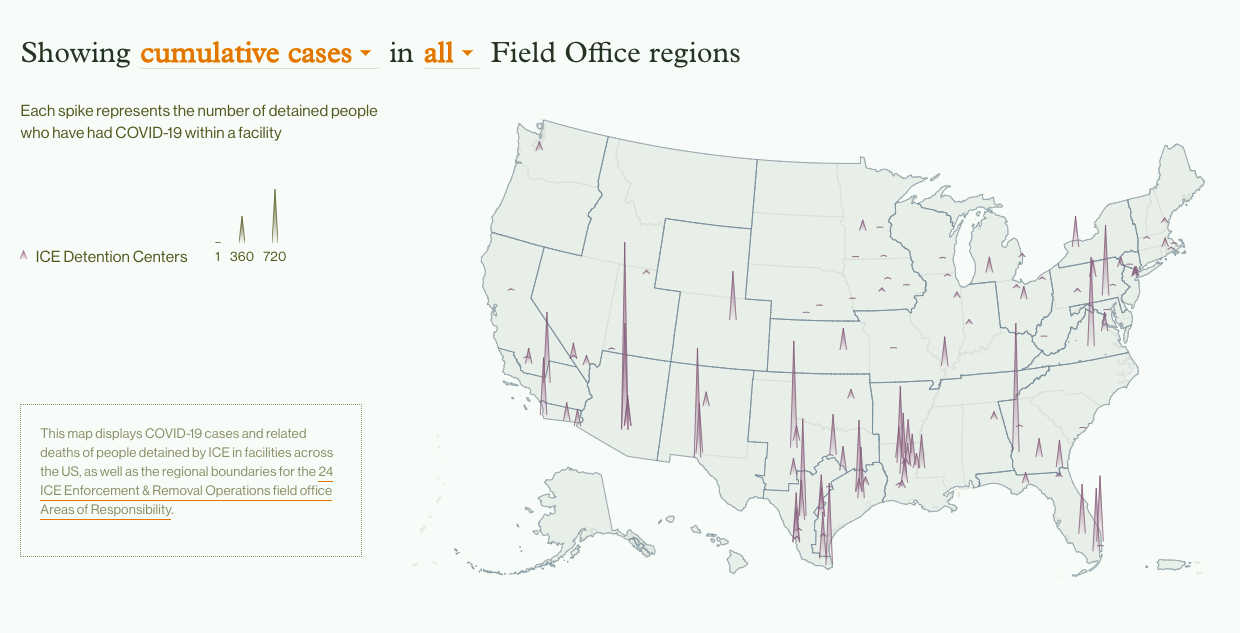 Showing cumulative cases in all Field Office regions
Each spike represents the number of detained people
who have had COVID-19 within a facility
ICE Detention Centers
1 360 720
This map displays COVID-19 cases and related
deaths of people detained by ICE in facilities across
the US, as well as the regional boundaries for the 24
ICE Enforcement & Removal Operations field office
Areas of Responsibility.